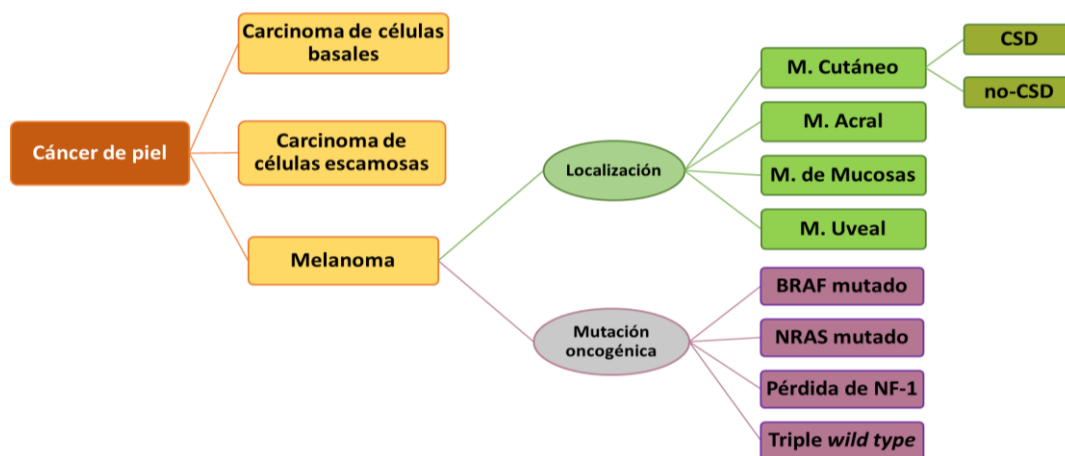 Cáncer de piel
Carcinoma de células
basales
Carcinoma de
células escamosas
Melanoma
Localización
M. Cutáneo
CSD
no-CSD
M. Acral
M. de Mucosas
M. Uveal
Mutación
oncogénica
BRAF mutado
NRAS mutado
Pérdida de NF-1
Triple wild type